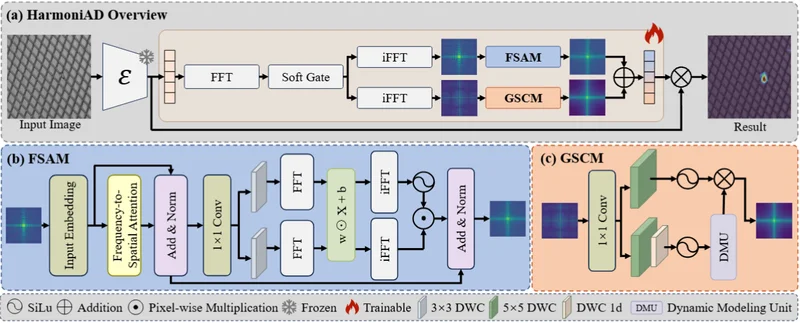 (a) HarmoniAD Overview
Input Image
ℰ
FFT
Soft Gate
iFFT
FSAM
iFFT
GSCM
Result
(b) FSAM
Input Embedding
Frequency-to-
Spatial Attention
Add & Norm
1×1 Conv
FFT
FFT
w ⊙ X + b
iFFT
iFFT
Add & Norm
(c) GSCM
1×1 Conv
DMU
SiLu
Addition
Pixel-wise Multiplication
Frozen
Trainable
3×3 DWC
5×5 DWC
DWC 1d
DMU
Dynamic Modeling Unit